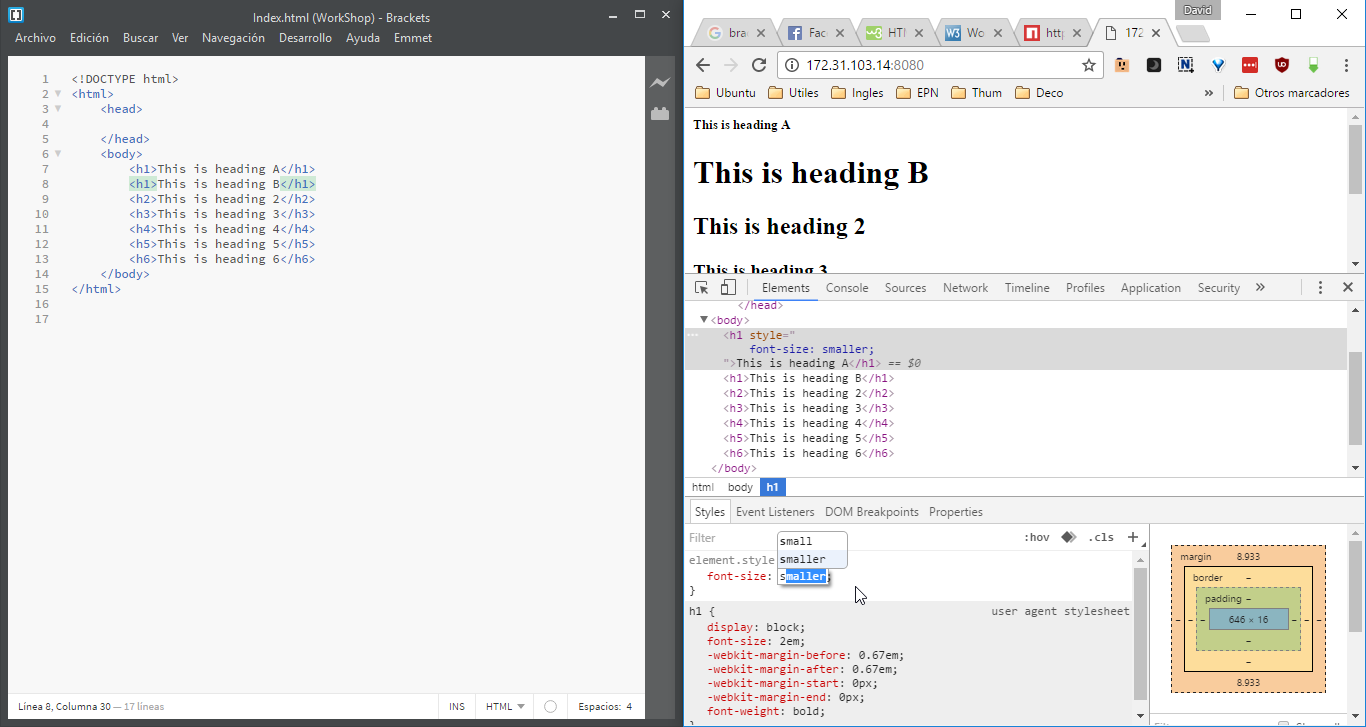 Index.html (WorkShop) - Brackets
Archivo Edición Buscar Ver Navegación Desarrollo Ayuda Emmet
1 <!DOCTYPE html>
2 <html>
3 <head>
4
5 </head>
6 <body>
7 <h1>This is heading A</h1>
8 <h1>This is heading B</h1>
9 <h2>This is heading 2</h2>
10 <h3>This is heading 3</h3>
11 <h4>This is heading 4</h4>
12 <h5>This is heading 5</h5>
13 <h6>This is heading 6</h6>
14 </body>
15 </html>
16
17
Línea 8, Columna 30 — 17 líneas INS HTML Espacios: 4
David
bra Fac HTI Wo http 172
172.31.103.14:8080
Ubuntu Utiles Ingles EPN Thum Deco » Otros marcadores
This is heading A
This is heading B
This is heading 2
This is heading 3
Elements Console Sources Network Timeline Profiles Application Security »
</head>
<body>
<h1 style="
font-size: smaller;
">This is heading A</h1> == $0
<h1>This is heading B</h1>
<h2>This is heading 2</h2>
<h3>This is heading 3</h3>
<h4>This is heading 4</h4>
<h5>This is heading 5</h5>
<h6>This is heading 6</h6>
</body>
html body h1
Styles Event Listeners DOM Breakpoints Properties
Filter :hov .cls +
small
smaller
element.style
font-size: smaller;
}
h1 { user agent stylesheet
display: block;
font-size: 2em;
-webkit-margin-before: 0.67em;
-webkit-margin-after: 0.67em;
-webkit-margin-start: 0px;
-webkit-margin-end: 0px;
font-weight: bold;
margin 8.933
border –
padding –
– – – 646 × 16 – – –
–
–
8.933